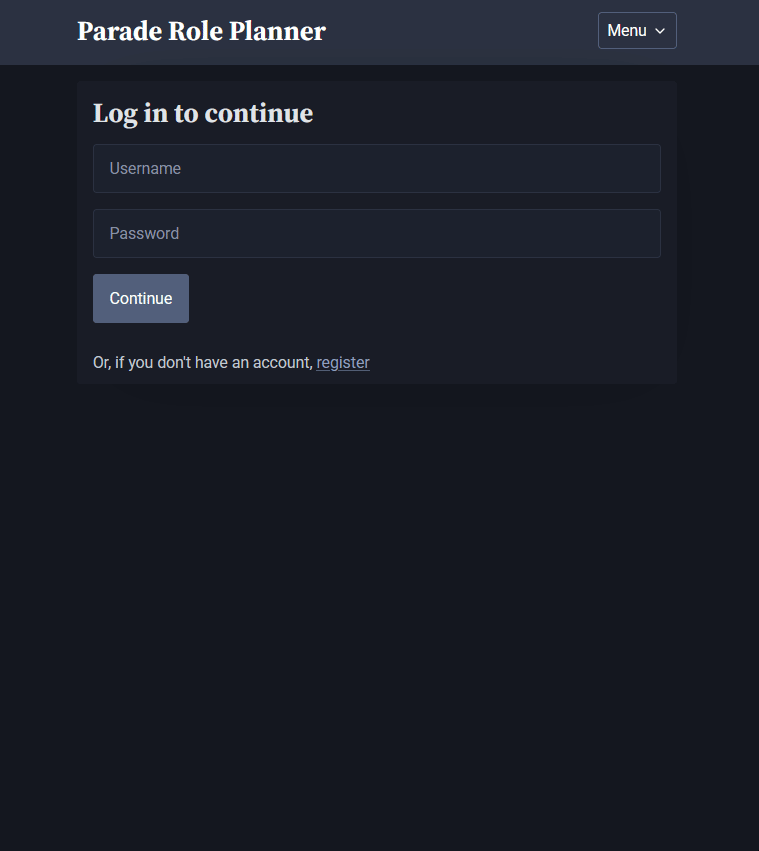 Parade Role Planner
Menu
Log in to continue
Username
Password
Continue
Or, if you don't have an account, register